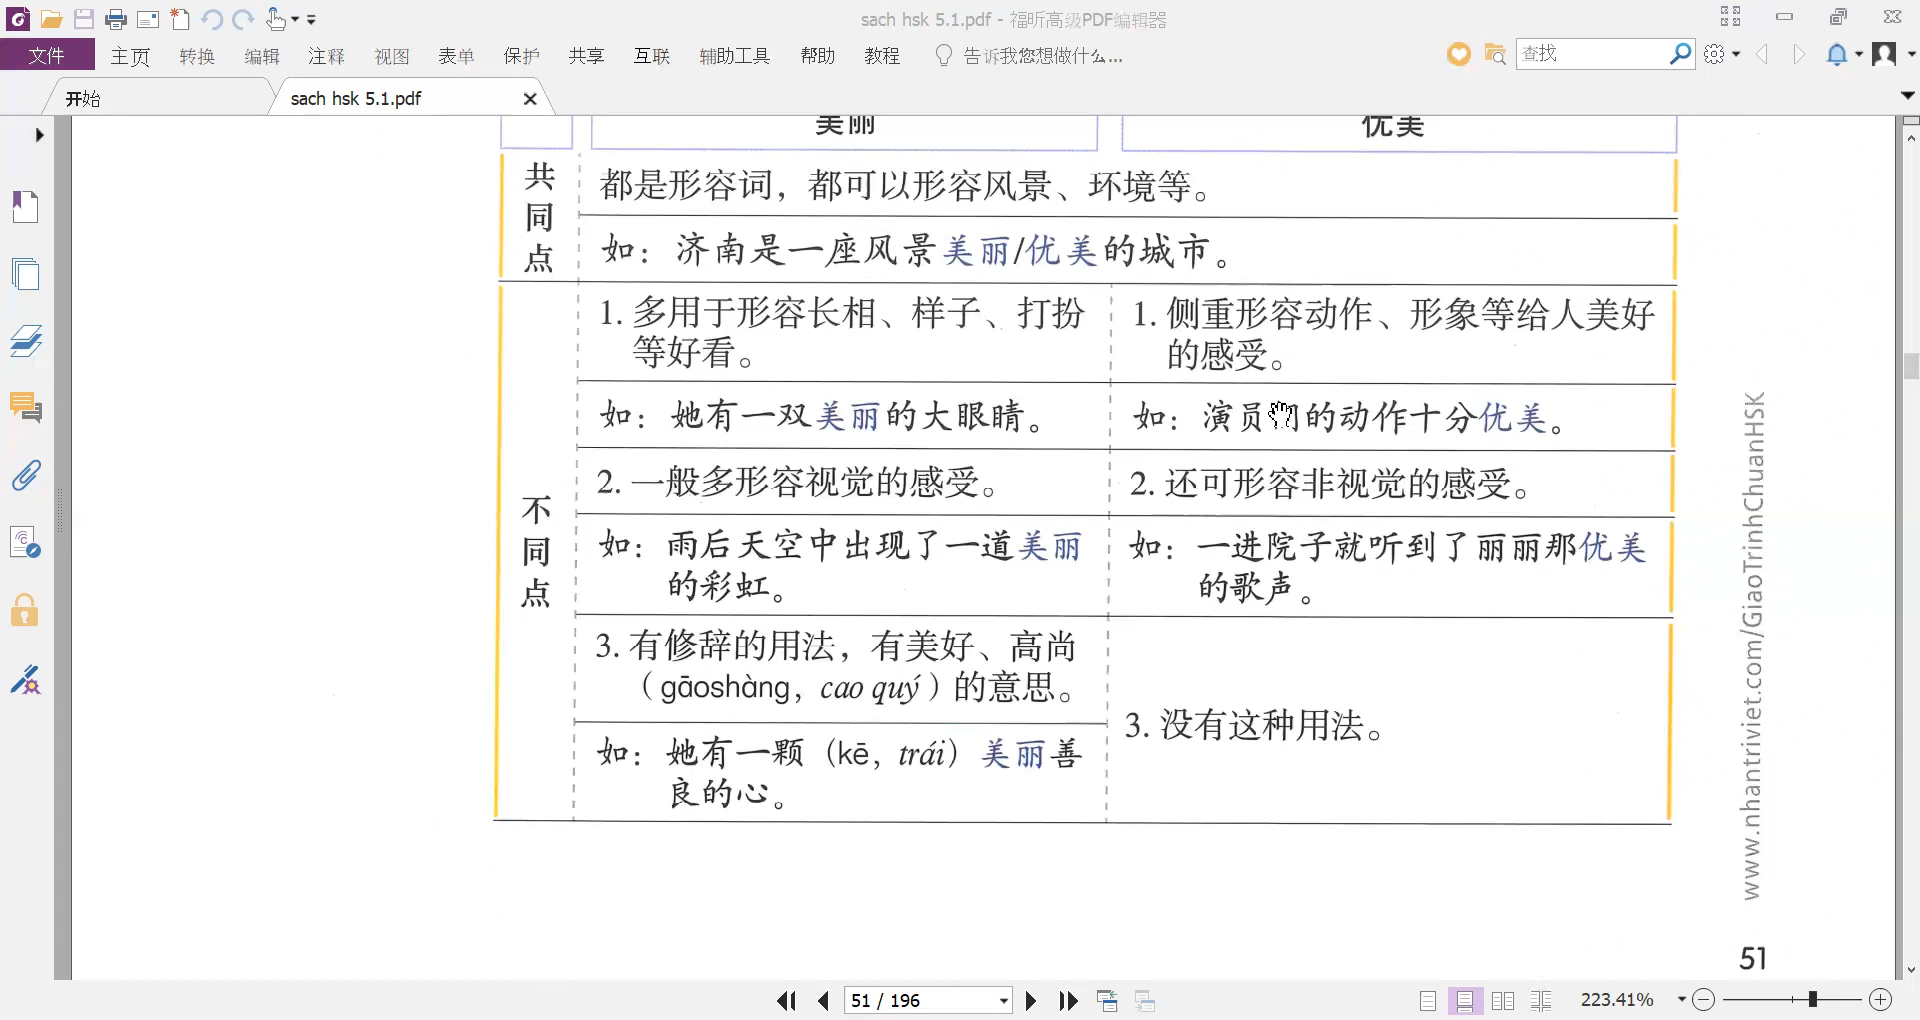 sach hsk 5.1.pdf - 福昕高级PDF编辑器
文件 主页 转换 编辑 注释 视图 表单 保护 共享 互联 辅助工具 帮助 教程 告诉我您想做什么... 查找
开始 sach hsk 5.1.pdf
美丽 优美
共同点
都是形容词，都可以形容风景、环境等。
如：济南是一座风景美丽/优美的城市。
不同点
1. 多用于形容长相、样子、打扮
等好看。
1. 侧重形容动作、形象等给人美好
的感受。
如：她有一双美丽的大眼睛。
如：演员们的动作十分优美。
2. 一般多形容视觉的感受。
2. 还可形容非视觉的感受。
如：雨后天空中出现了一道美丽
的彩虹。
如：一进院子就听到了丽丽那优美
的歌声。
3. 有修辞的用法，有美好、高尚
（gāoshàng，cao quý）的意思。
3. 没有这种用法。
如：她有一颗（kē，trái）美丽善
良的心。
www.nhantriviet.com/GiaoTrinhChuanHSK
51
51 / 196
223.41%